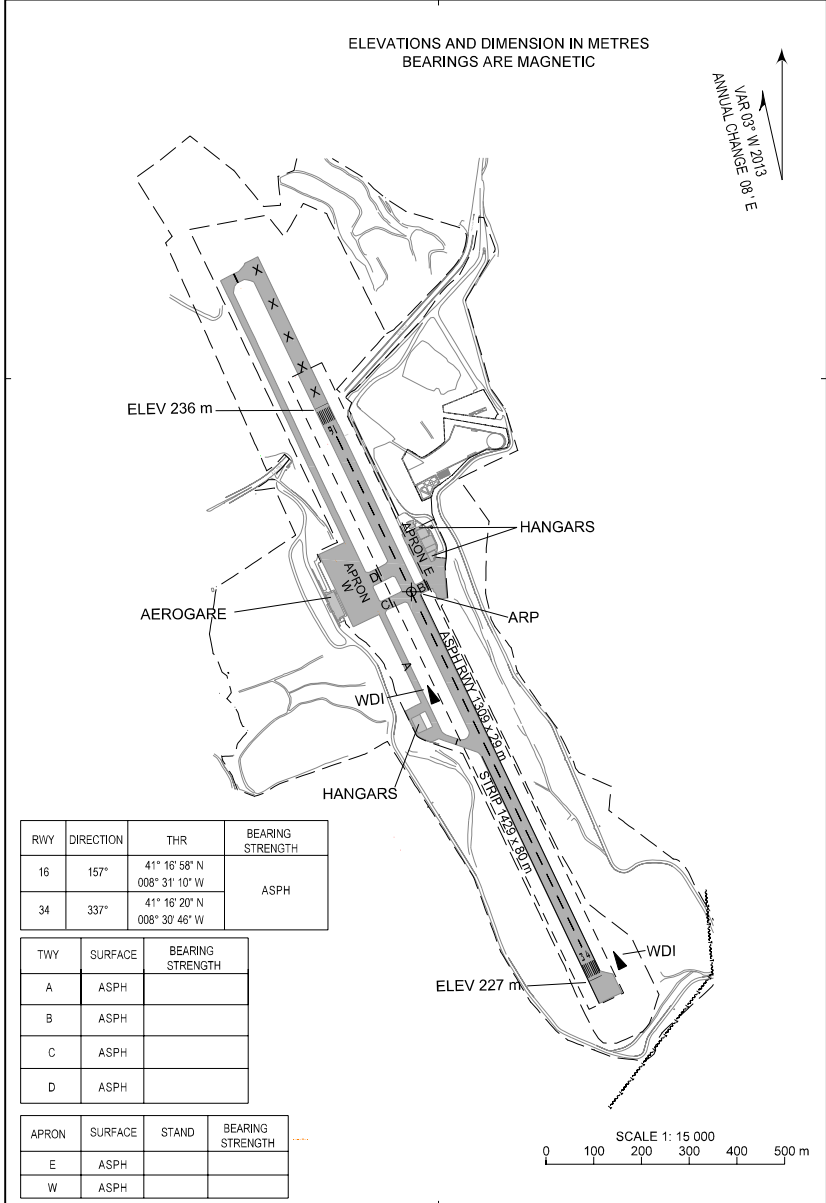 ELEVATIONS AND DIMENSION IN METRES
BEARINGS ARE MAGNETIC
VAR 03° W 2013
ANNUAL CHANGE 08 ' E
X
X
X
X
X
ELEV 236 m
16
HANGARS
APRON E
APRON
W
D
B
C
AEROGARE
ARP
A
ASPH RWY 1309 x 29 m
WDI
HANGARS
STRIP 1429 x 80 m
34
WDI
ELEV 227 m
RWY DIRECTION THR BEARING STRENGTH
16 157° 41° 16' 58" N
008° 31' 10" W
ASPH
34 337° 41° 16' 20" N
008° 30' 46" W
TWY SURFACE BEARING STRENGTH
A ASPH
B ASPH
C ASPH
D ASPH
APRON SURFACE STAND BEARING STRENGTH
E ASPH
W ASPH
SCALE 1: 15 000
0 100 200 300 400 500 m